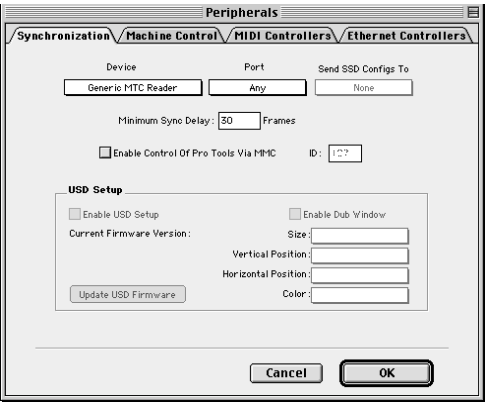 Peripherals
Synchronization Machine Control MIDI Controllers Ethernet Controllers
Device Port Send SSD Configs To
Generic MTC Reader Any None
Minimum Sync Delay: 30 Frames
Enable Control Of Pro Tools Via MMC ID: 127
USD Setup
Enable USD Setup Enable Dub Window
Current Firmware Version: Size:
Vertical Position:
Horizontal Position:
Update USD Firmware Color:
Cancel OK